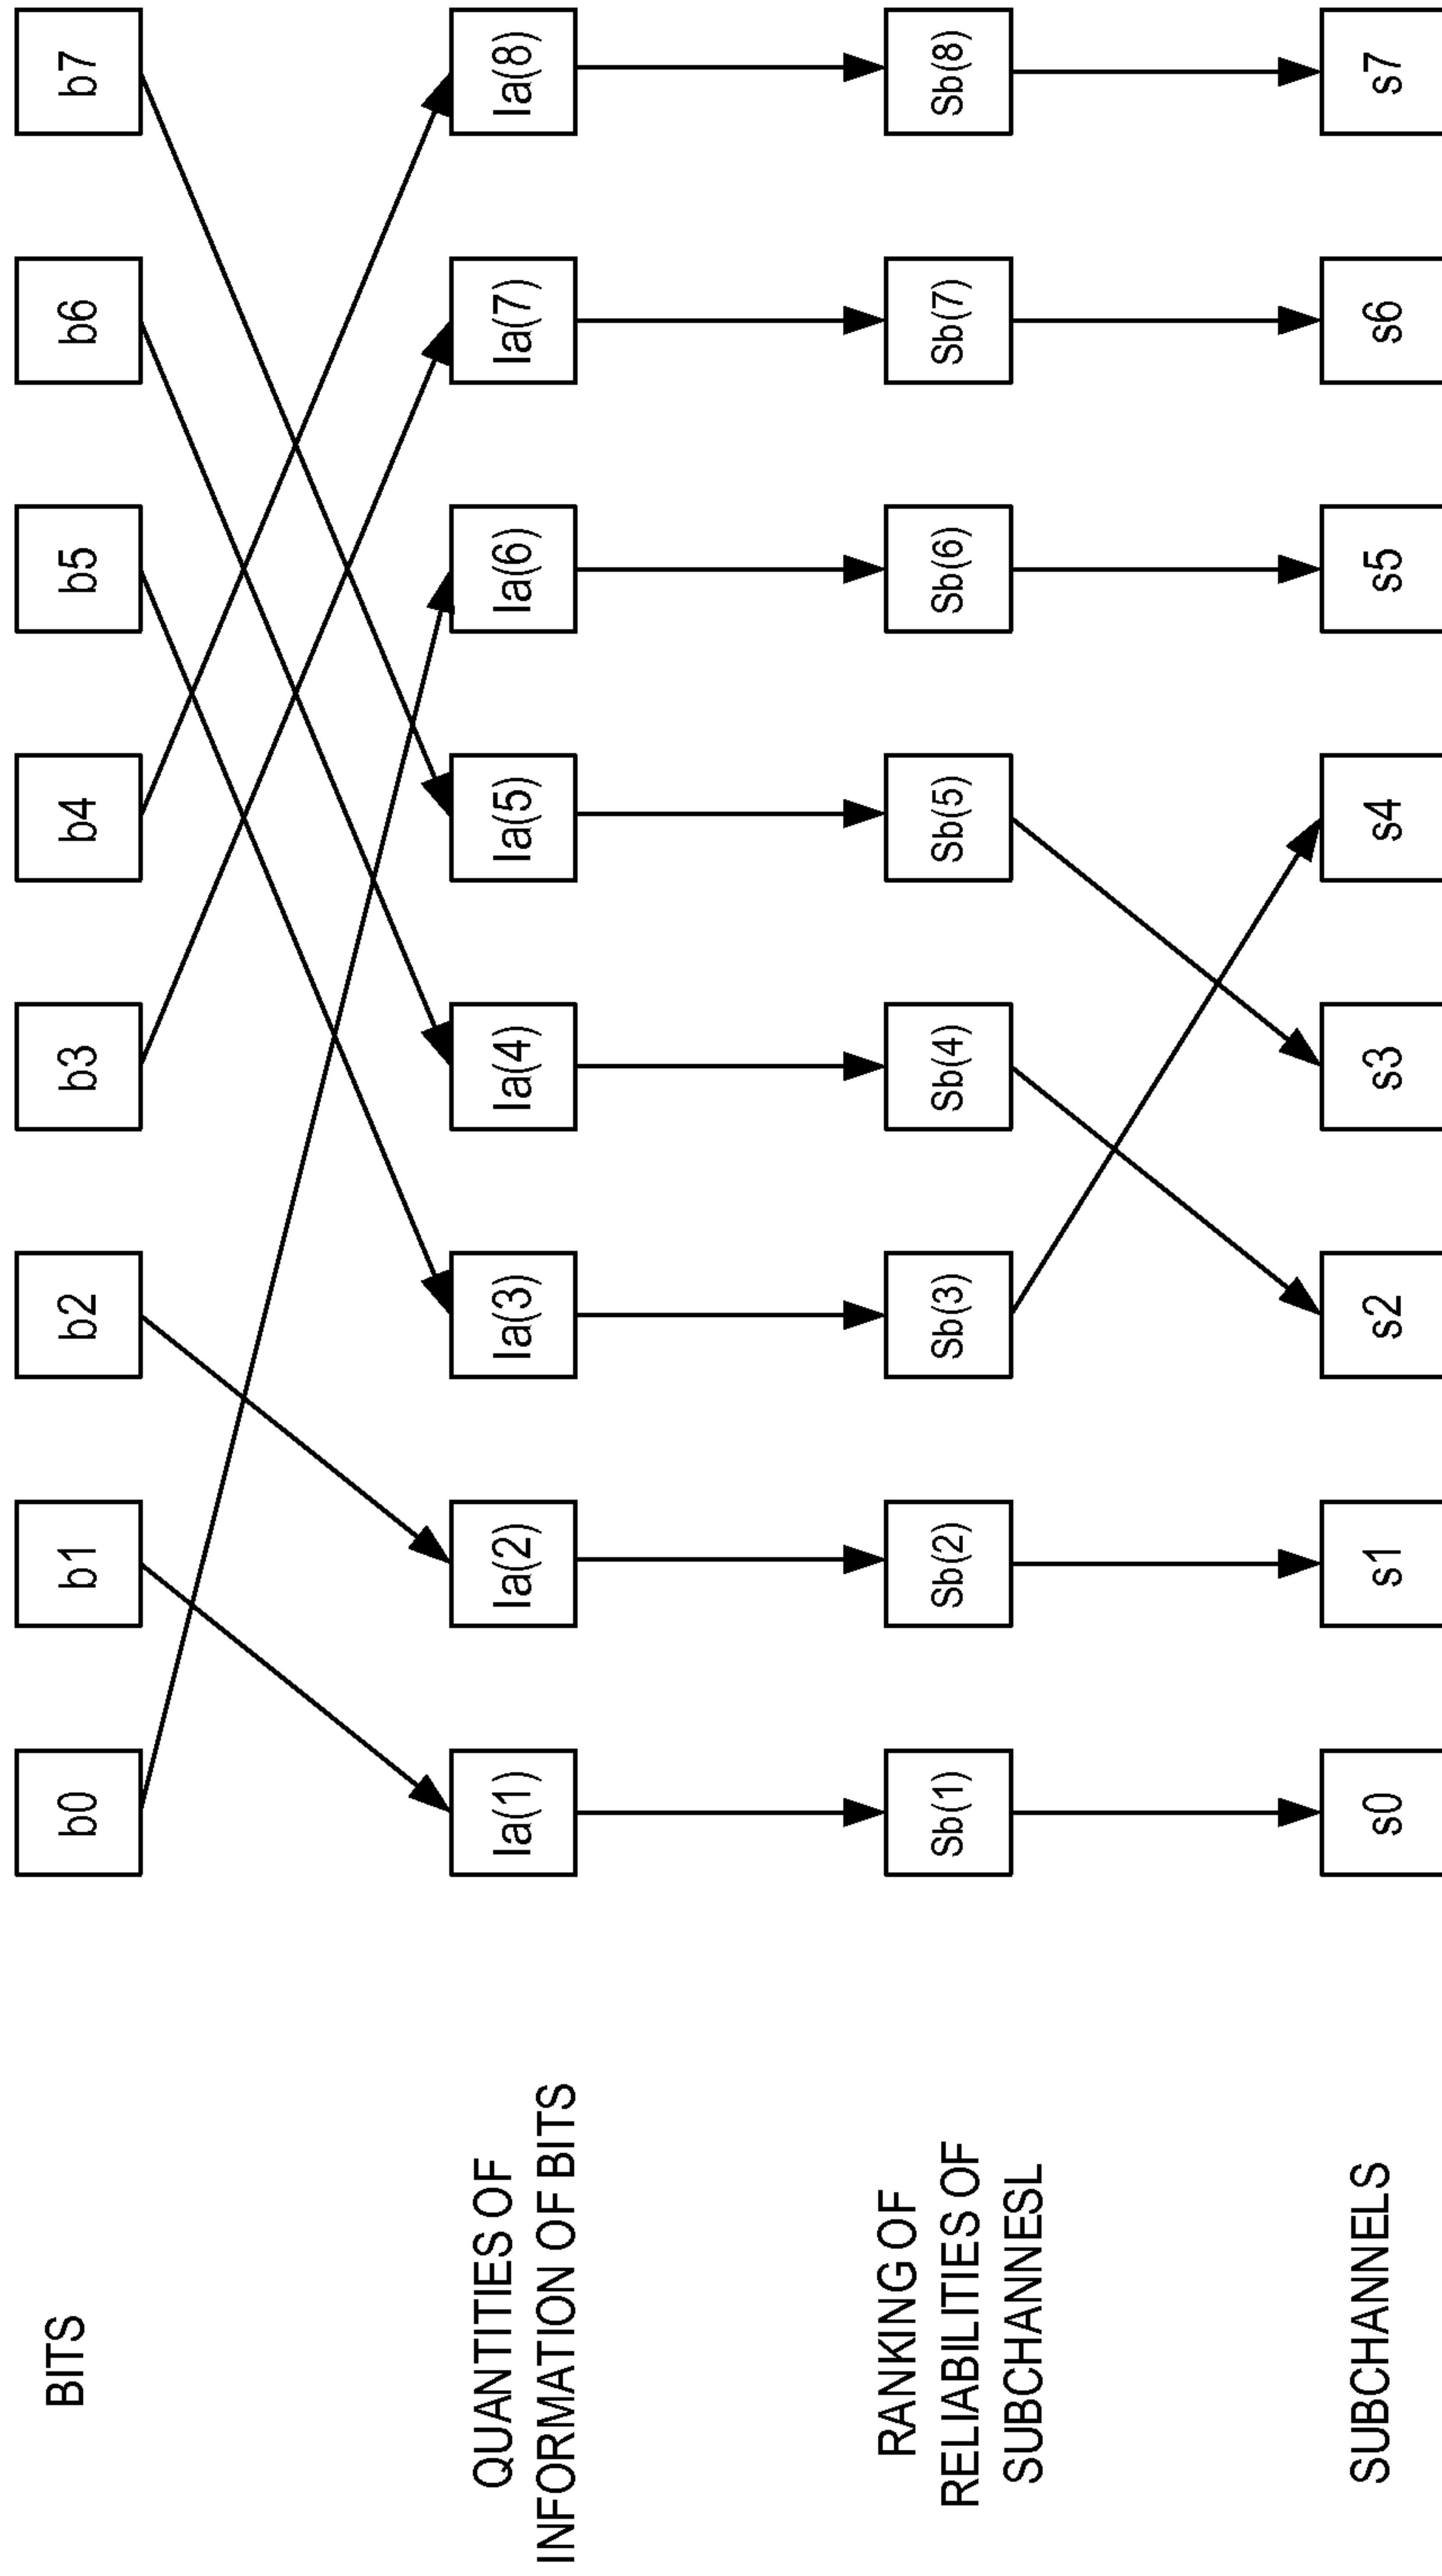 BITS
b0
b1
b2
b3
b4
b5
b6
b7
QUANTITIES OF
INFORMATION OF BITS
Ia(1)
Ia(2)
Ia(3)
Ia(4)
Ia(5)
Ia(6)
Ia(7)
Ia(8)
RANKING OF
RELIABILITIES OF
SUBCHANNESL
Sb(1)
Sb(2)
Sb(3)
Sb(4)
Sb(5)
Sb(6)
Sb(7)
Sb(8)
SUBCHANNELS
s0
s1
s2
s3
s4
s5
s6
s7